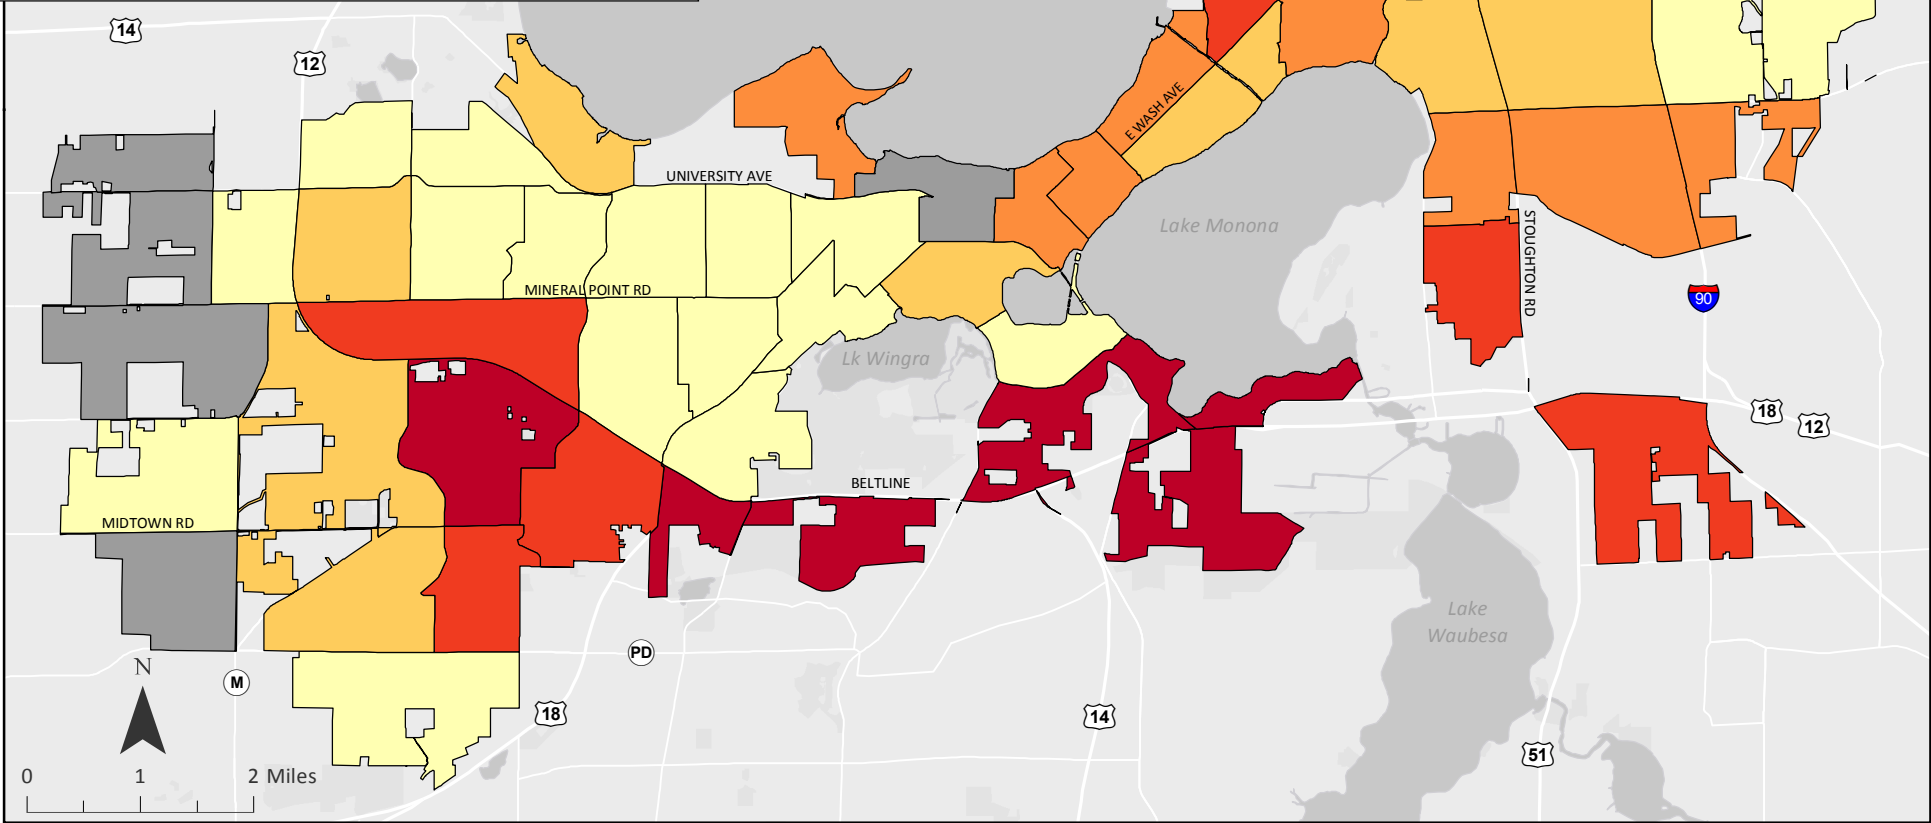 14
12
E WASH AVE
UNIVERSITY AVE
Lake Monona
STOUGHTON RD
MINERAL POINT RD
90
Lk Wingra
18
12
BELTLINE
MIDTOWN RD
Lake
Waubesa
N
PD
M
18
14
51
0 1 2 Miles